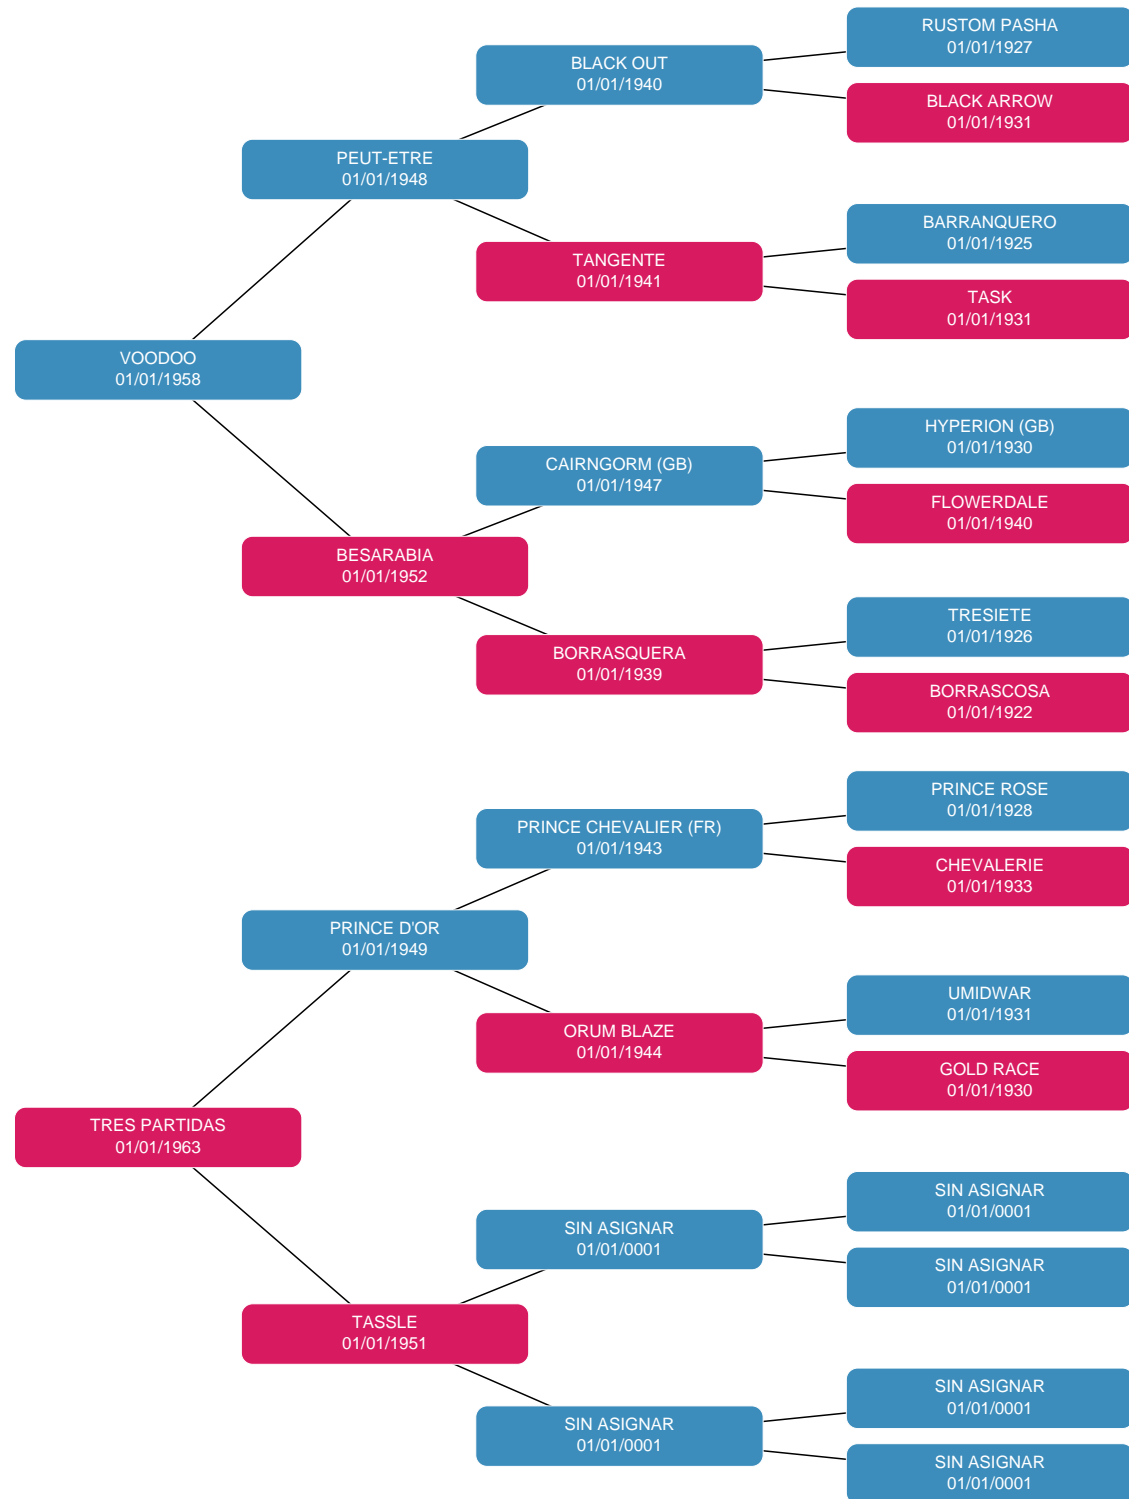 RUSTOM PASHA
01/01/1927
BLACK OUT
01/01/1940
BLACK ARROW
01/01/1931
PEUT-ETRE
01/01/1948
BARRANQUERO
01/01/1925
TANGENTE
01/01/1941
TASK
01/01/1931
VOODOO
01/01/1958
HYPERION (GB)
01/01/1930
CAIRNGORM (GB)
01/01/1947
FLOWERDALE
01/01/1940
BESARABIA
01/01/1952
TRESIETE
01/01/1926
BORRASQUERA
01/01/1939
BORRASCOSA
01/01/1922
PRINCE ROSE
01/01/1928
PRINCE CHEVALIER (FR)
01/01/1943
CHEVALERIE
01/01/1933
PRINCE D'OR
01/01/1949
UMIDWAR
01/01/1931
ORUM BLAZE
01/01/1944
GOLD RACE
01/01/1930
TRES PARTIDAS
01/01/1963
SIN ASIGNAR
01/01/0001
SIN ASIGNAR
01/01/0001
SIN ASIGNAR
01/01/0001
TASSLE
01/01/1951
SIN ASIGNAR
01/01/0001
SIN ASIGNAR
01/01/0001
SIN ASIGNAR
01/01/0001